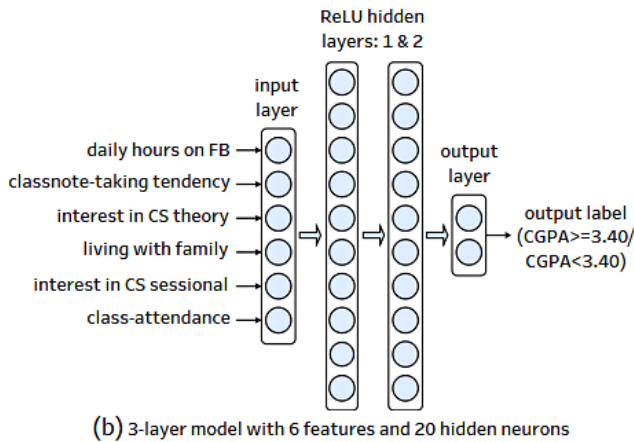 ReLU hidden
layers: 1 & 2
input
layer
daily hours on FB
classnote-taking tendency
interest in CS theory
living with family
interest in CS sessional
class-attendance
output
layer
output label
(CGPA>=3.40/
CGPA<3.40)
(b) 3-layer model with 6 features and 20 hidden neurons